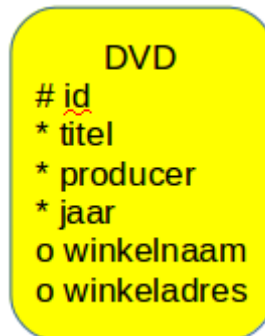 DVD
# id
* titel
* producer
* jaar
o winkelnaam
o winkeladres